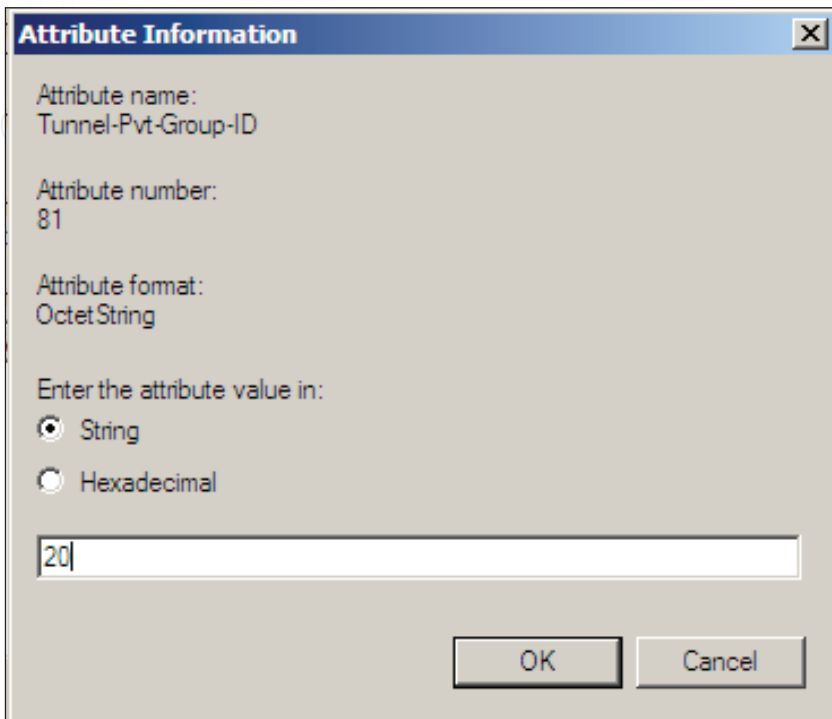 Attribute Information
Attribute name:
Tunnel-Pvt-Group-ID
Attribute number:
81
Attribute format:
OctetString
Enter the attribute value in:
String
Hexadecimal
20
OK Cancel